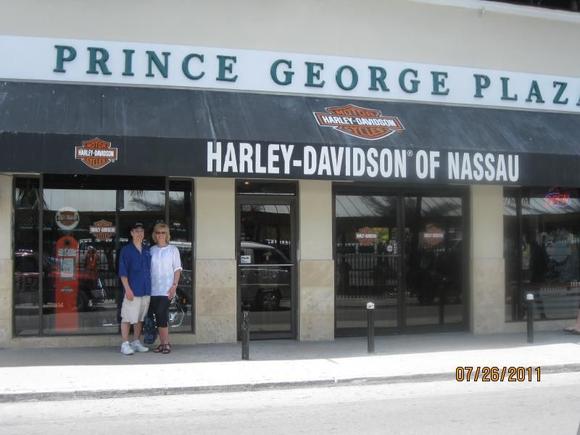 PRINCE GEORGE PLAZA
MOTOR
HARLEY-DAVIDSON
CYCLES
MOTOR
HARLEY-DAVIDSON
CYCLES
HARLEY-DAVIDSON® OF NASSAU
07/26/2011